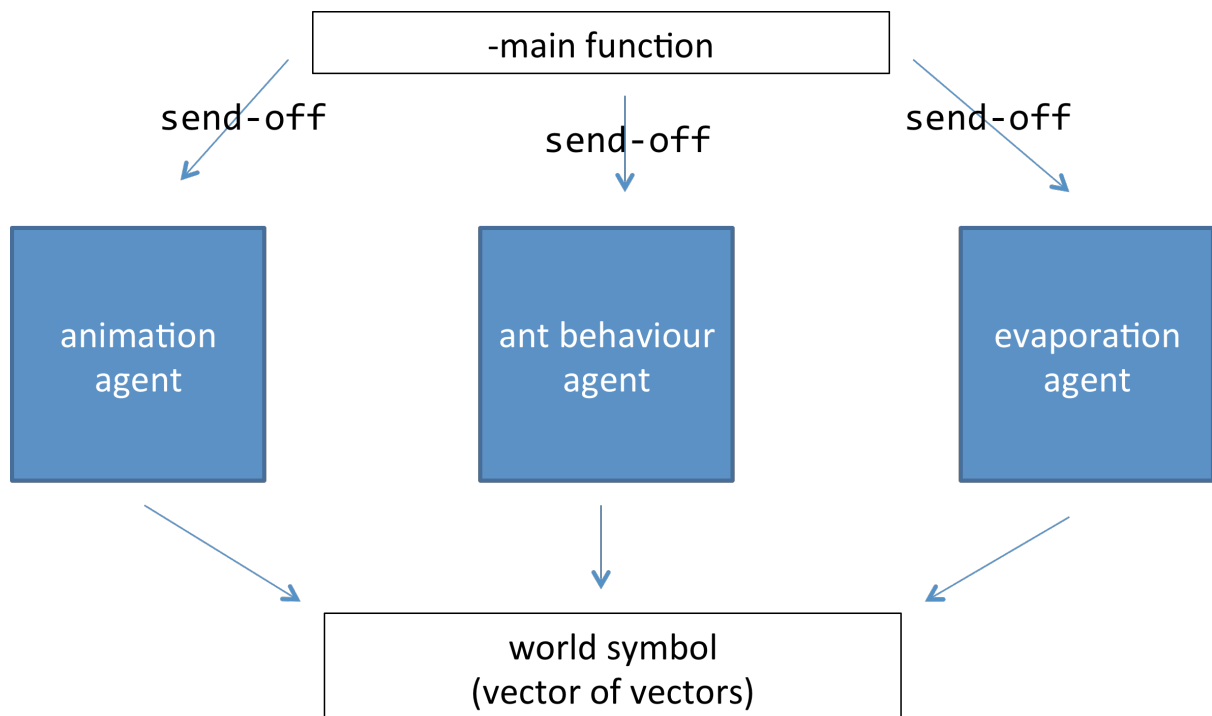 -main function
send-off
send-off
send-off
animation
agent
ant behaviour
agent
evaporation
agent
world symbol
(vector of vectors)